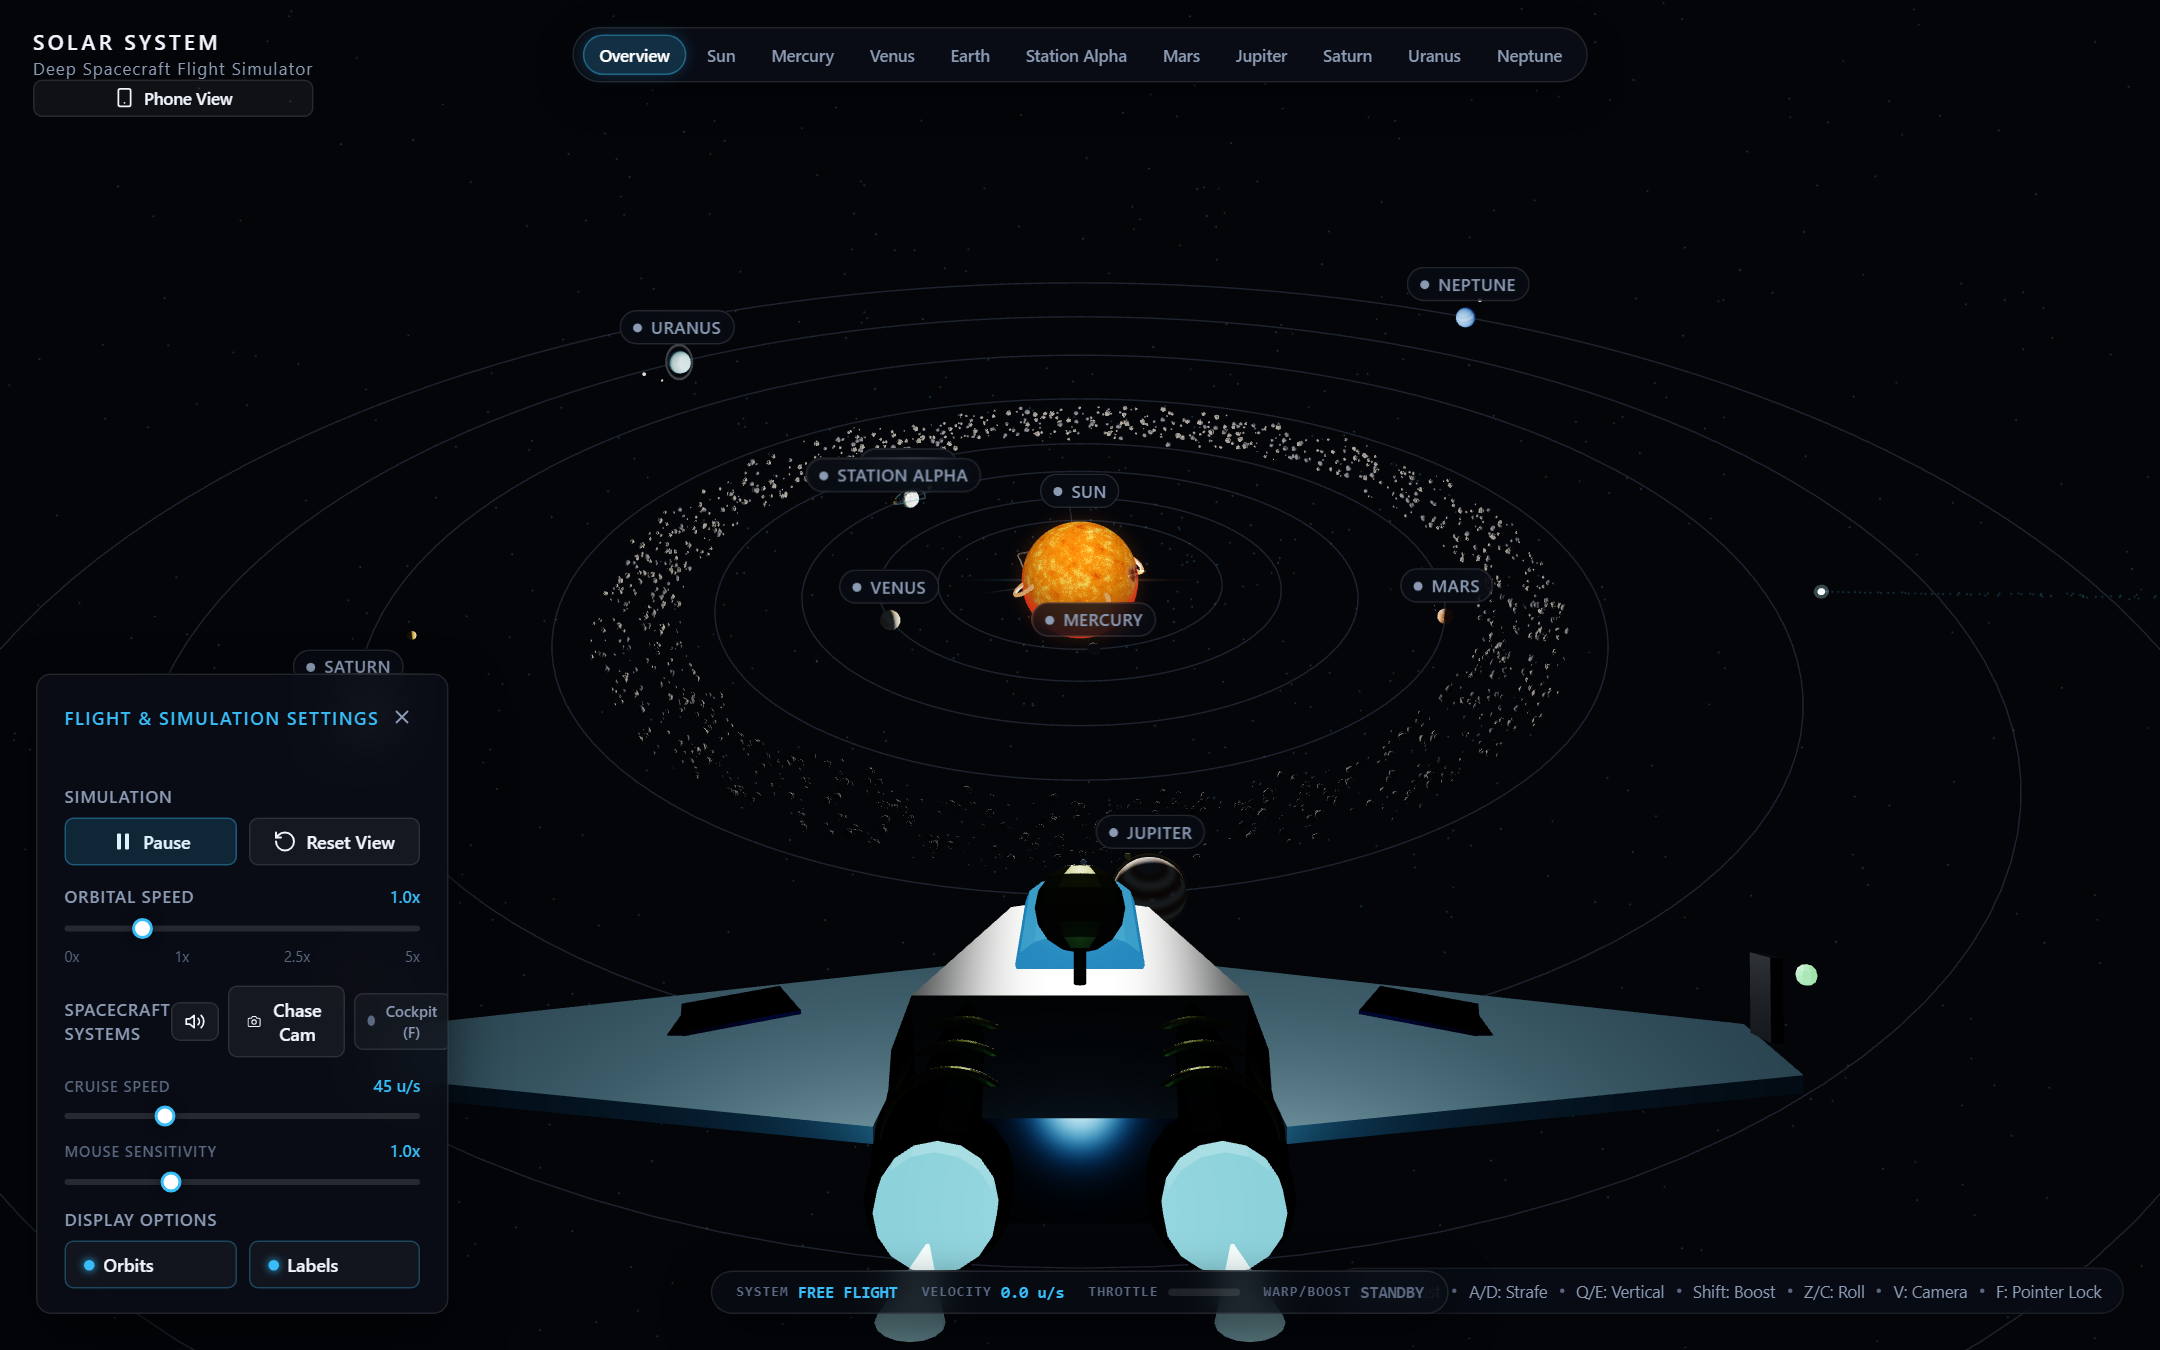 SOLAR SYSTEM
Deep Spacecraft Flight Simulator
Phone View
Overview Sun Mercury Venus Earth Station Alpha Mars Jupiter Saturn Uranus Neptune
NEPTUNE
URANUS
STATION ALPHA
SUN
VENUS
MARS
MERCURY
SATURN
JUPITER
FLIGHT & SIMULATION SETTINGS
SIMULATION
Pause Reset View
ORBITAL SPEED 1.0x
0x 1x 2.5x 5x
SPACECRAFT
SYSTEMS
Chase
Cam
Cockpit
(F)
CRUISE SPEED 45 u/s
MOUSE SENSITIVITY 1.0x
DISPLAY OPTIONS
Orbits Labels
SYSTEM FREE FLIGHT VELOCITY 0.0 u/s THROTTLE WARP/BOOST STANDBY
• A/D: Strafe • Q/E: Vertical • Shift: Boost • Z/C: Roll • V: Camera • F: Pointer Lock